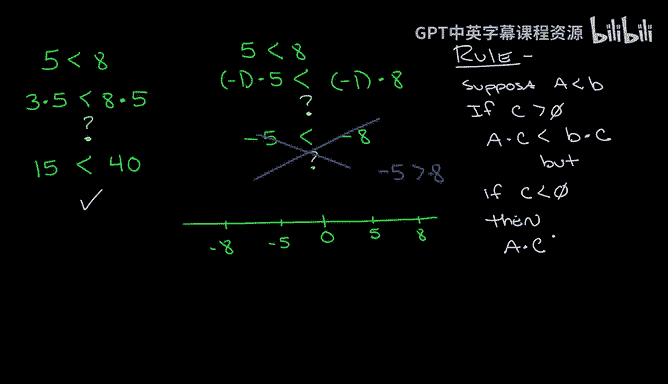 GPT中英字幕课程资源 bilibili
5 < 8
3·5 < 8·5
?
15 < 40
✓
5 < 8
(-1)·5 < (-1)·8
?
-5 < -8
?
-5 > -8
-8 -5 0 5 8
RULE -
suppose A < b
If C > 0
A·C < b·C
but
if C < 0
then
A·C